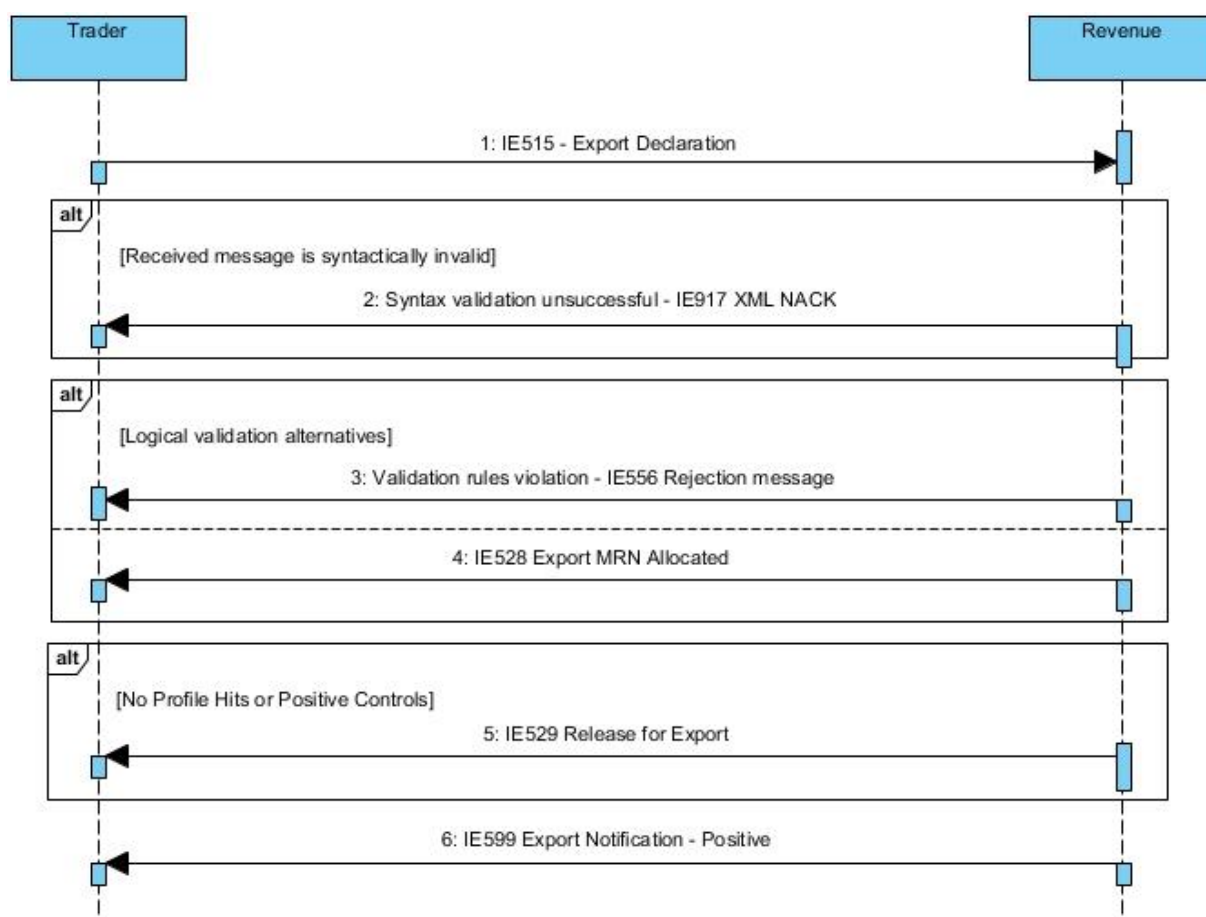 Trader
Revenue
1: IE515 - Export Declaration
alt
[Received message is syntactically invalid]
2: Syntax validation unsuccessful - IE917 XML NACK
alt
[Logical validation alternatives]
3: Validation rules violation - IE556 Rejection message
4: IE528 Export MRN Allocated
alt
[No Profile Hits or Positive Controls]
5: IE529 Release for Export
6: IE599 Export Notification - Positive